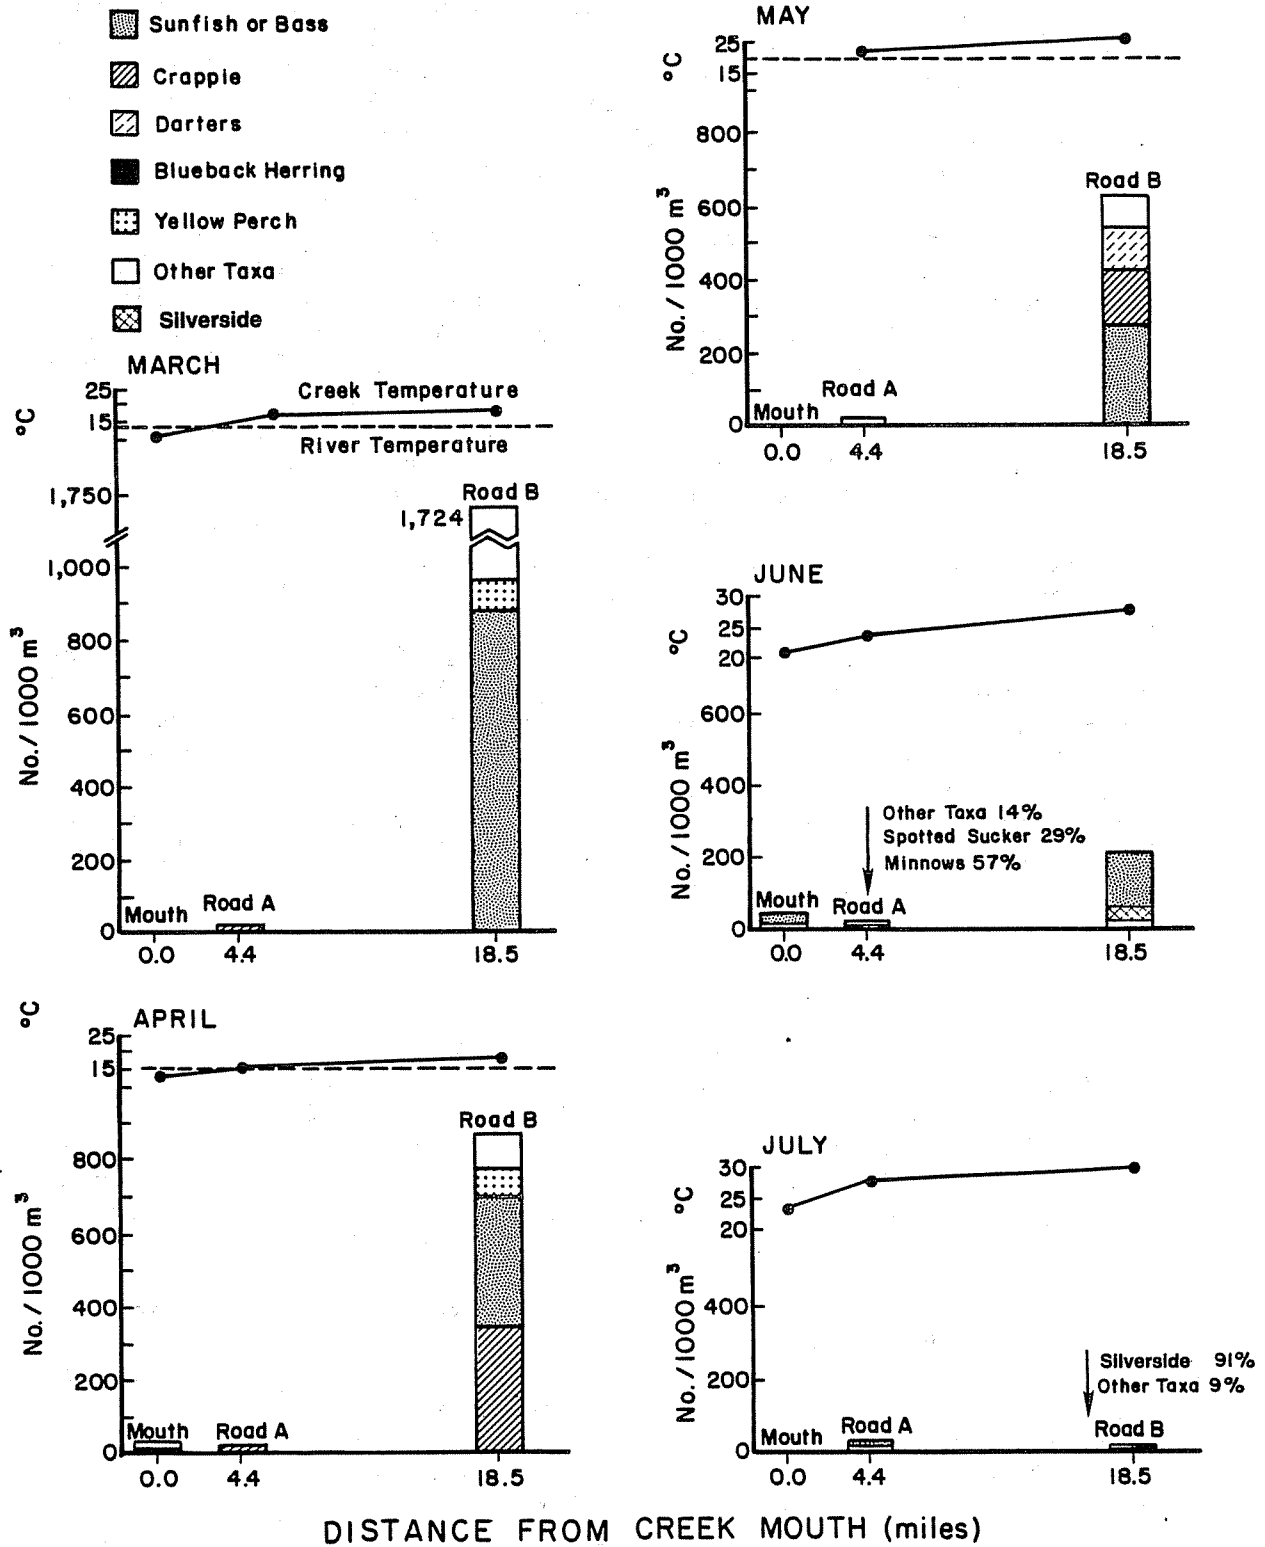 Sunfish or Bass
Crappie
Darters
Blueback Herring
Yellow Perch
Other Taxa
Silverside
MARCH
25
15
°C
Creek Temperature
River Temperature
1,750
1,000
800
600
400
200
0
No./1000 m³
1,724
Road B
Mouth
Road A
0.0
4.4
18.5
APRIL
°C
25
15
800
600
400
200
0
No./1000 m³
Road B
Mouth
Road A
0.0
4.4
18.5
MAY
°C
25
15
800
600
400
200
0
No./1000 m³
Road B
Road A
Mouth
0.0
4.4
18.5
JUNE
°C
30
25
20
600
400
200
0
No./1000 m³
Other Taxa 14%
Spotted Sucker 29%
Minnows 57%
Mouth
Road A
0.0
4.4
18.5
JULY
°C
30
25
20
400
200
0
No./1000 m³
Silverside 91%
Other Taxa 9%
Mouth
Road A
Road B
0.0
4.4
18.5
DISTANCE FROM CREEK MOUTH (miles)